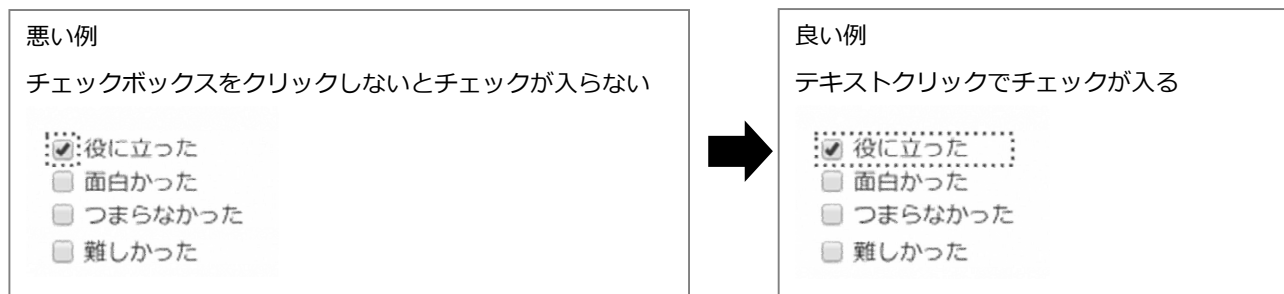 悪い例
チェックボックスをクリックしないとチェックが入らない
役に立った
面白かった
つまらなかった
難しかった
良い例
テキストクリックでチェックが入る
役に立った
面白かった
つまらなかった
難しかった